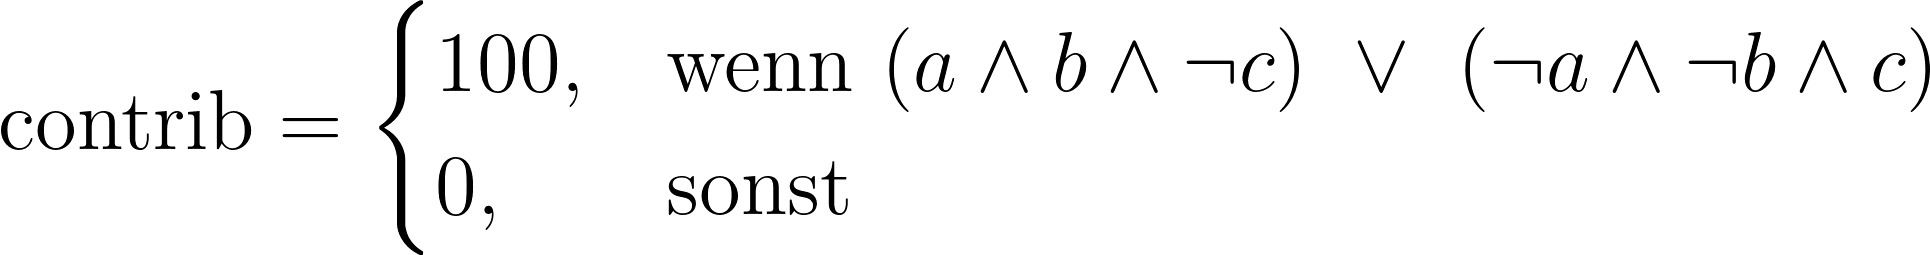 contrib = { 100, wenn (a ∧ b ∧ ¬c) ∨ (¬a ∧ ¬b ∧ c)
0, sonst